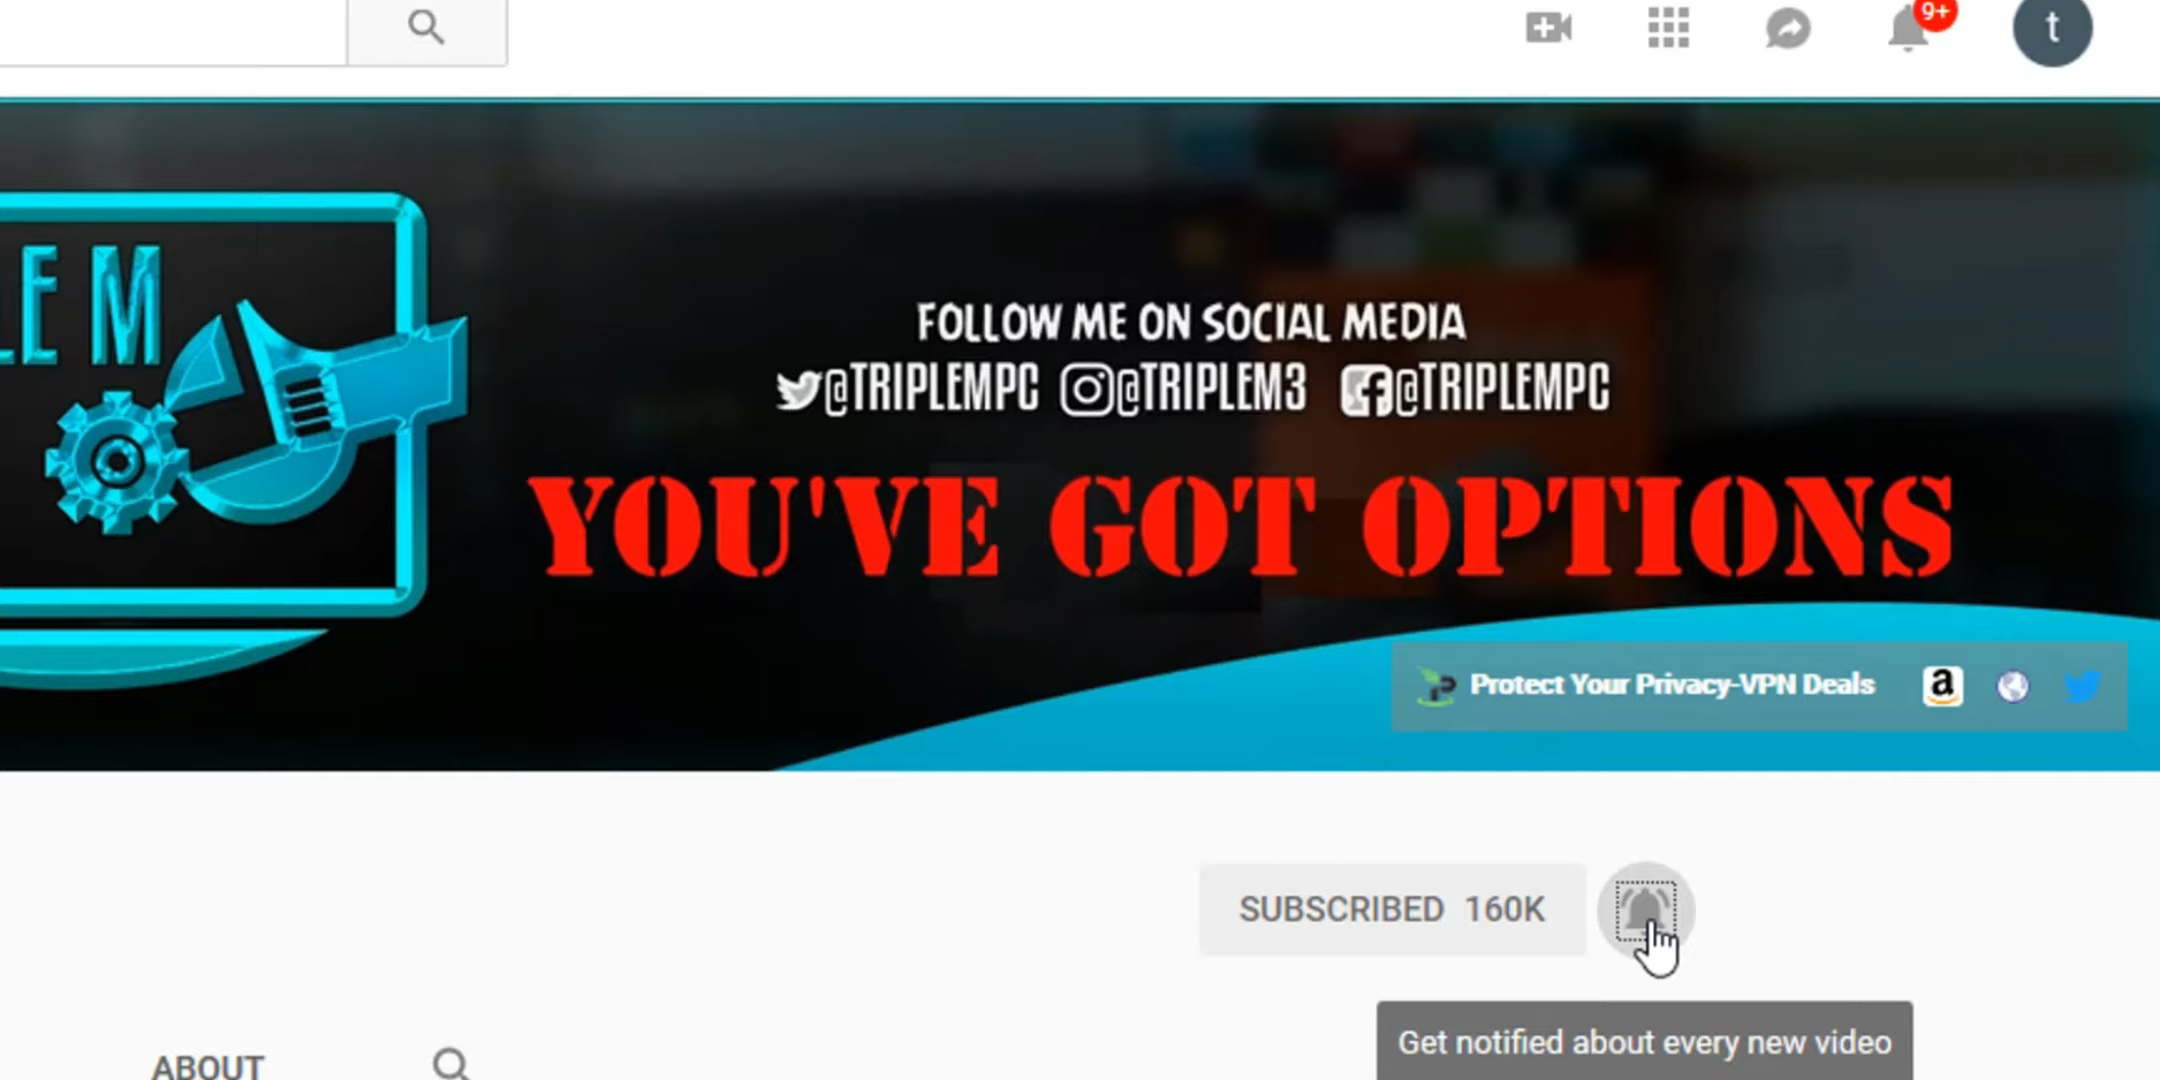 9+
t
LE M
FOLLOW ME ON SOCIAL MEDIA
@TRIPLEMPC @TRIPLEM3 @TRIPLEMPC
YOU'VE GOT OPTIONS
Protect Your Privacy-VPN Deals
SUBSCRIBED 160K
Get notified about every new video
ABOUT